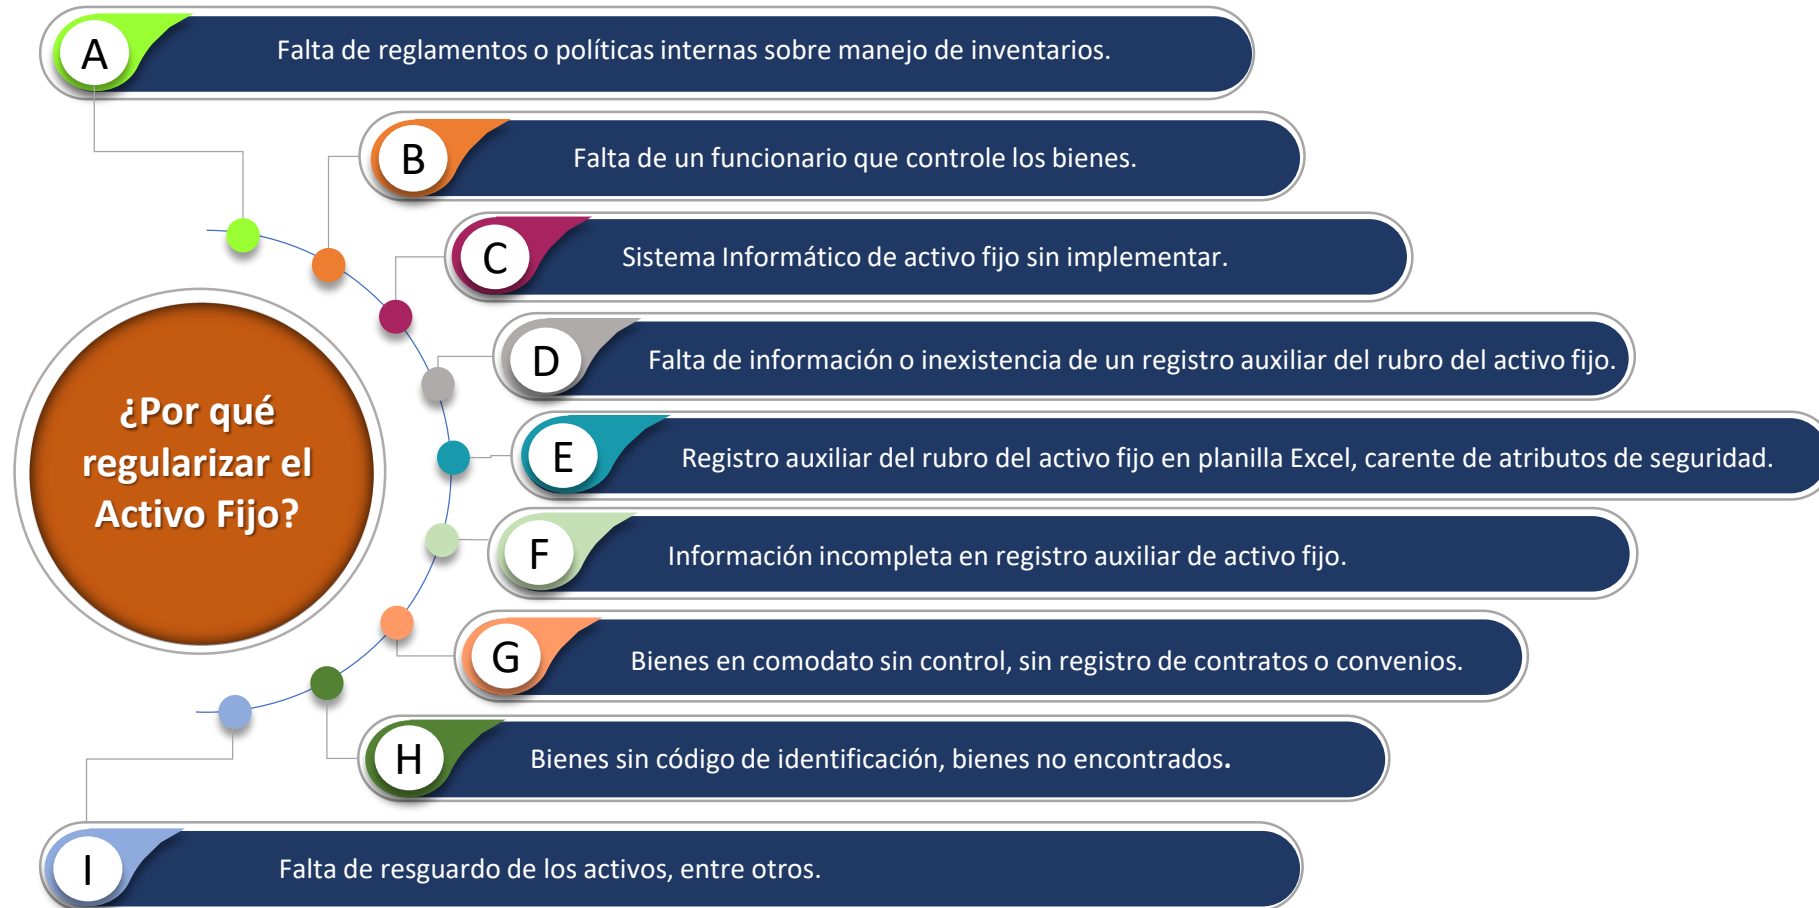 A
Falta de reglamentos o políticas internas sobre manejo de inventarios.
B
Falta de un funcionario que controle los bienes.
C
Sistema Informático de activo fijo sin implementar.
D
Falta de información o inexistencia de un registro auxiliar del rubro del activo fijo.
¿Por qué
regularizar el
Activo Fijo?
E
Registro auxiliar del rubro del activo fijo en planilla Excel, carente de atributos de seguridad.
F
Información incompleta en registro auxiliar de activo fijo.
G
Bienes en comodato sin control, sin registro de contratos o convenios.
H
Bienes sin código de identificación, bienes no encontrados.
I
Falta de resguardo de los activos, entre otros.